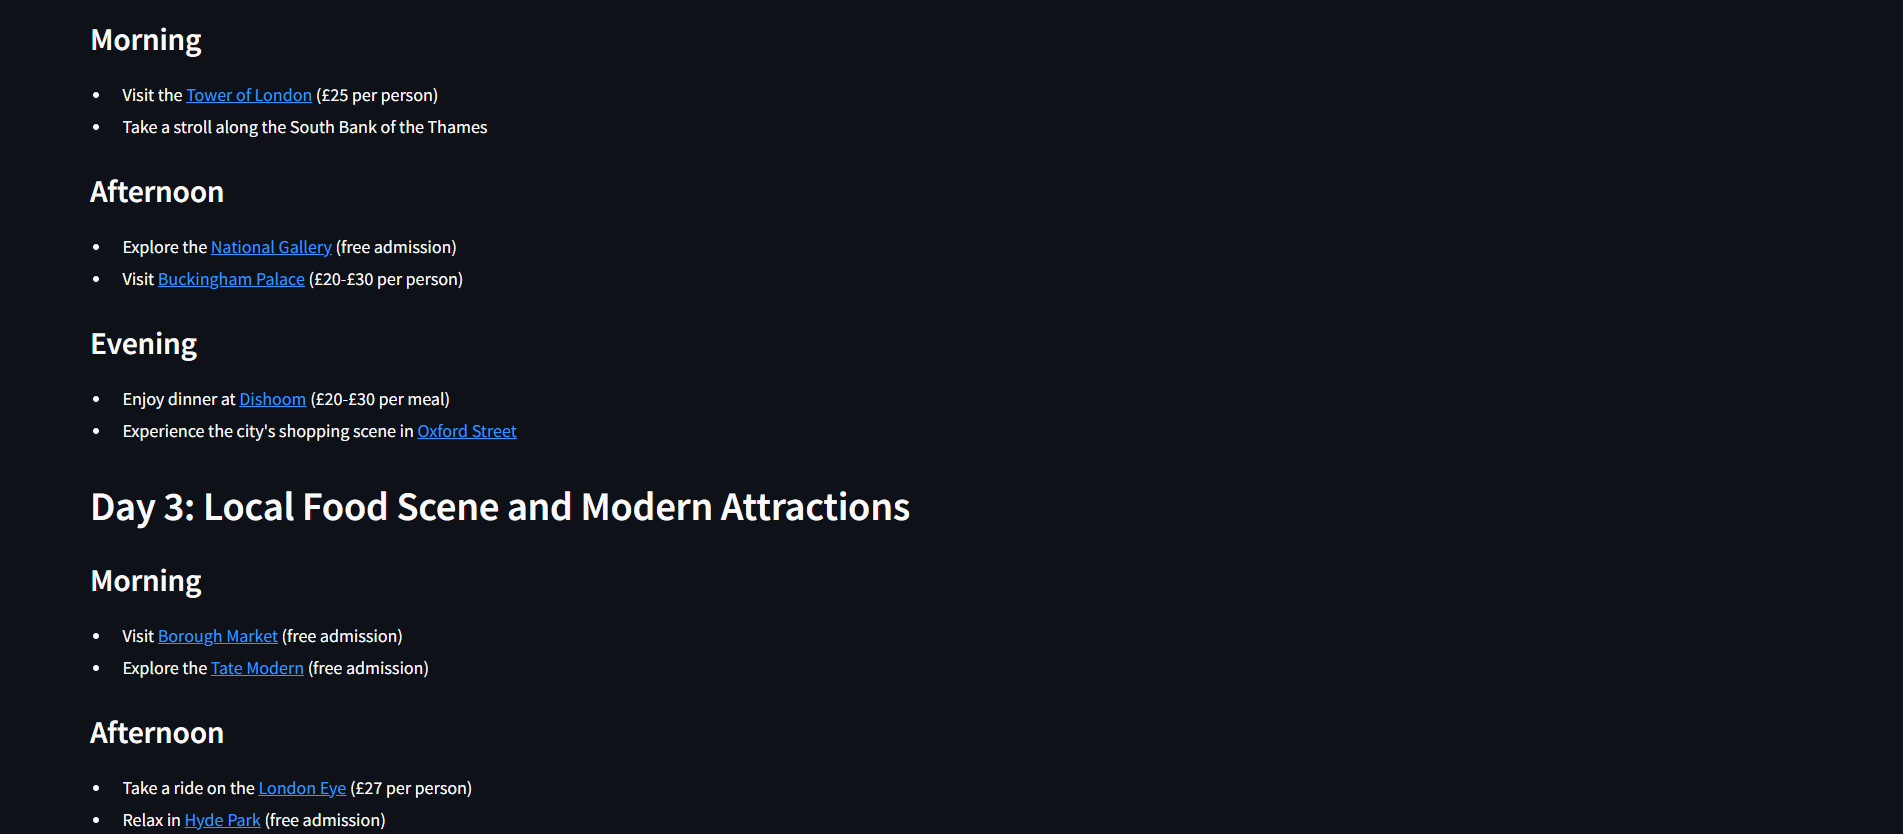 Morning
• Visit the Tower of London (£25 per person)
• Take a stroll along the South Bank of the Thames
Afternoon
• Explore the National Gallery (free admission)
• Visit Buckingham Palace (£20-£30 per person)
Evening
• Enjoy dinner at Dishoom (£20-£30 per meal)
• Experience the city's shopping scene in Oxford Street
Day 3: Local Food Scene and Modern Attractions
Morning
• Visit Borough Market (free admission)
• Explore the Tate Modern (free admission)
Afternoon
• Take a ride on the London Eye (£27 per person)
• Relax in Hyde Park (free admission)